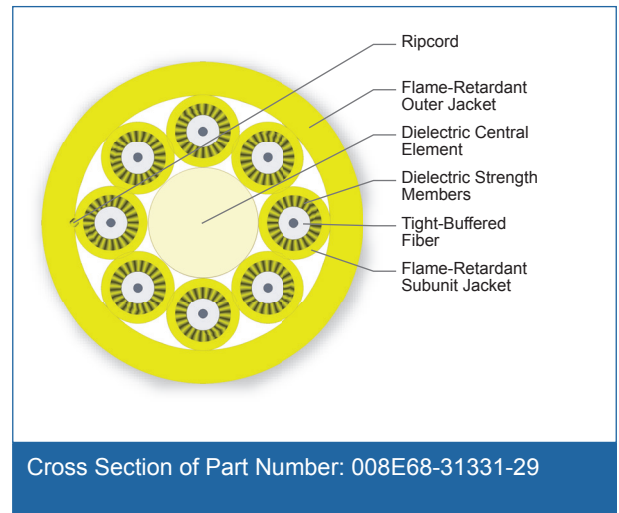 Ripcord
Flame-Retardant
Outer Jacket
Dielectric Central
Element
Dielectric Strength
Members
Tight-Buffered
Fiber
Flame-Retardant
Subunit Jacket
Cross Section of Part Number: 008E68-31331-29